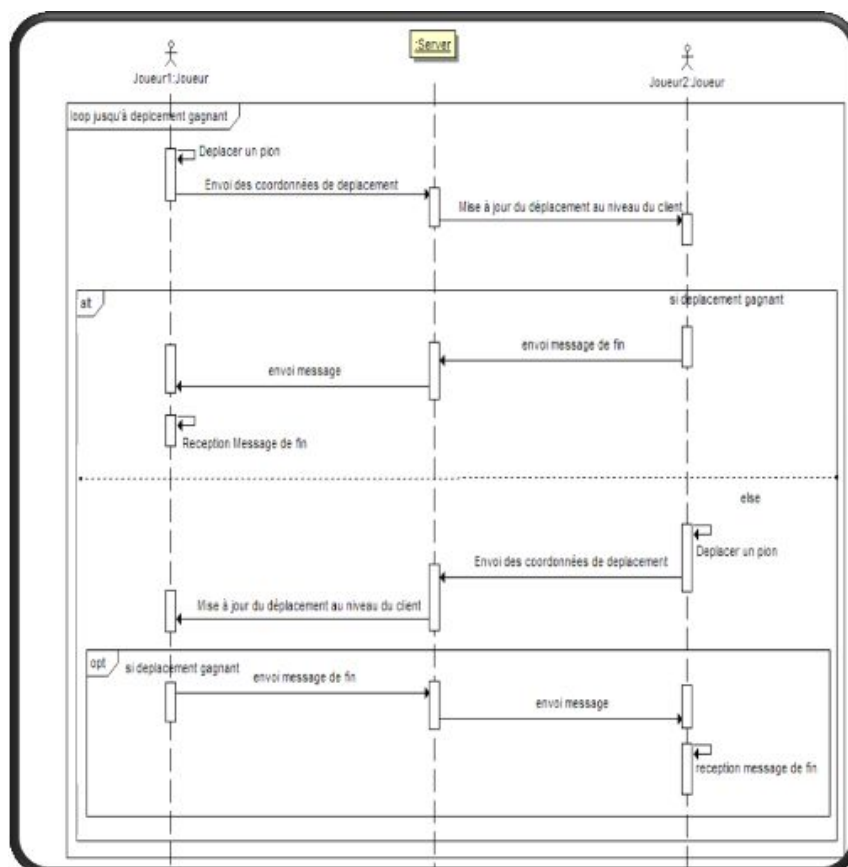 :Server
Joueur1:Joueur
Joueur2:Joueur
loop jusqu'à deplcement gagnant
Deplacer un pion
Envoi des coordonnées de deplacement
Mise à jour du déplacement au niveau du client
alt
si deplacement gagnant
envoi message de fin
envoi message
Reception Message de fin
else
Deplacer un pion
Envoi des coordonnées de deplacement
Mise à jour du déplacement au niveau du client
opt
si deplacement gagnant
envoi message de fin
envoi message
reception message de fin